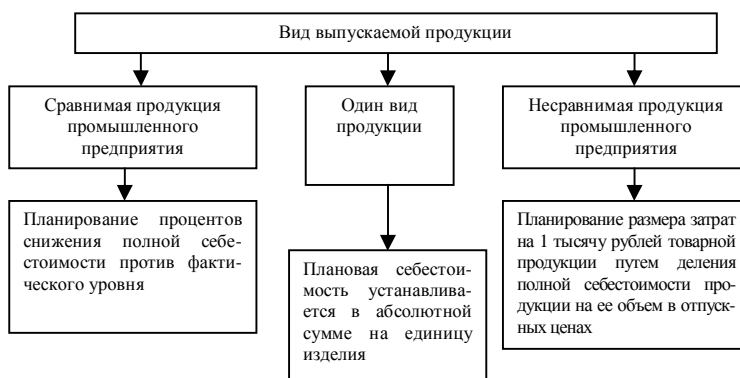 Вид выпускаемой продукции
Сравнимая продукция
промышленного
предприятия
Один вид
продукции
Несравнимая продукция
промышленного
предприятия
Планирование процентов
снижения полной себе-
стоимости против факти-
ческого уровня
Плановая себестои-
мость устанавлива-
ется в абсолютной
сумме на единицу
изделия
Планирование размера затрат
на 1 тысячу рублей товарной
продукции путем деления
полной себестоимости про-
дукции на ее объем в отпуск-
ных ценах